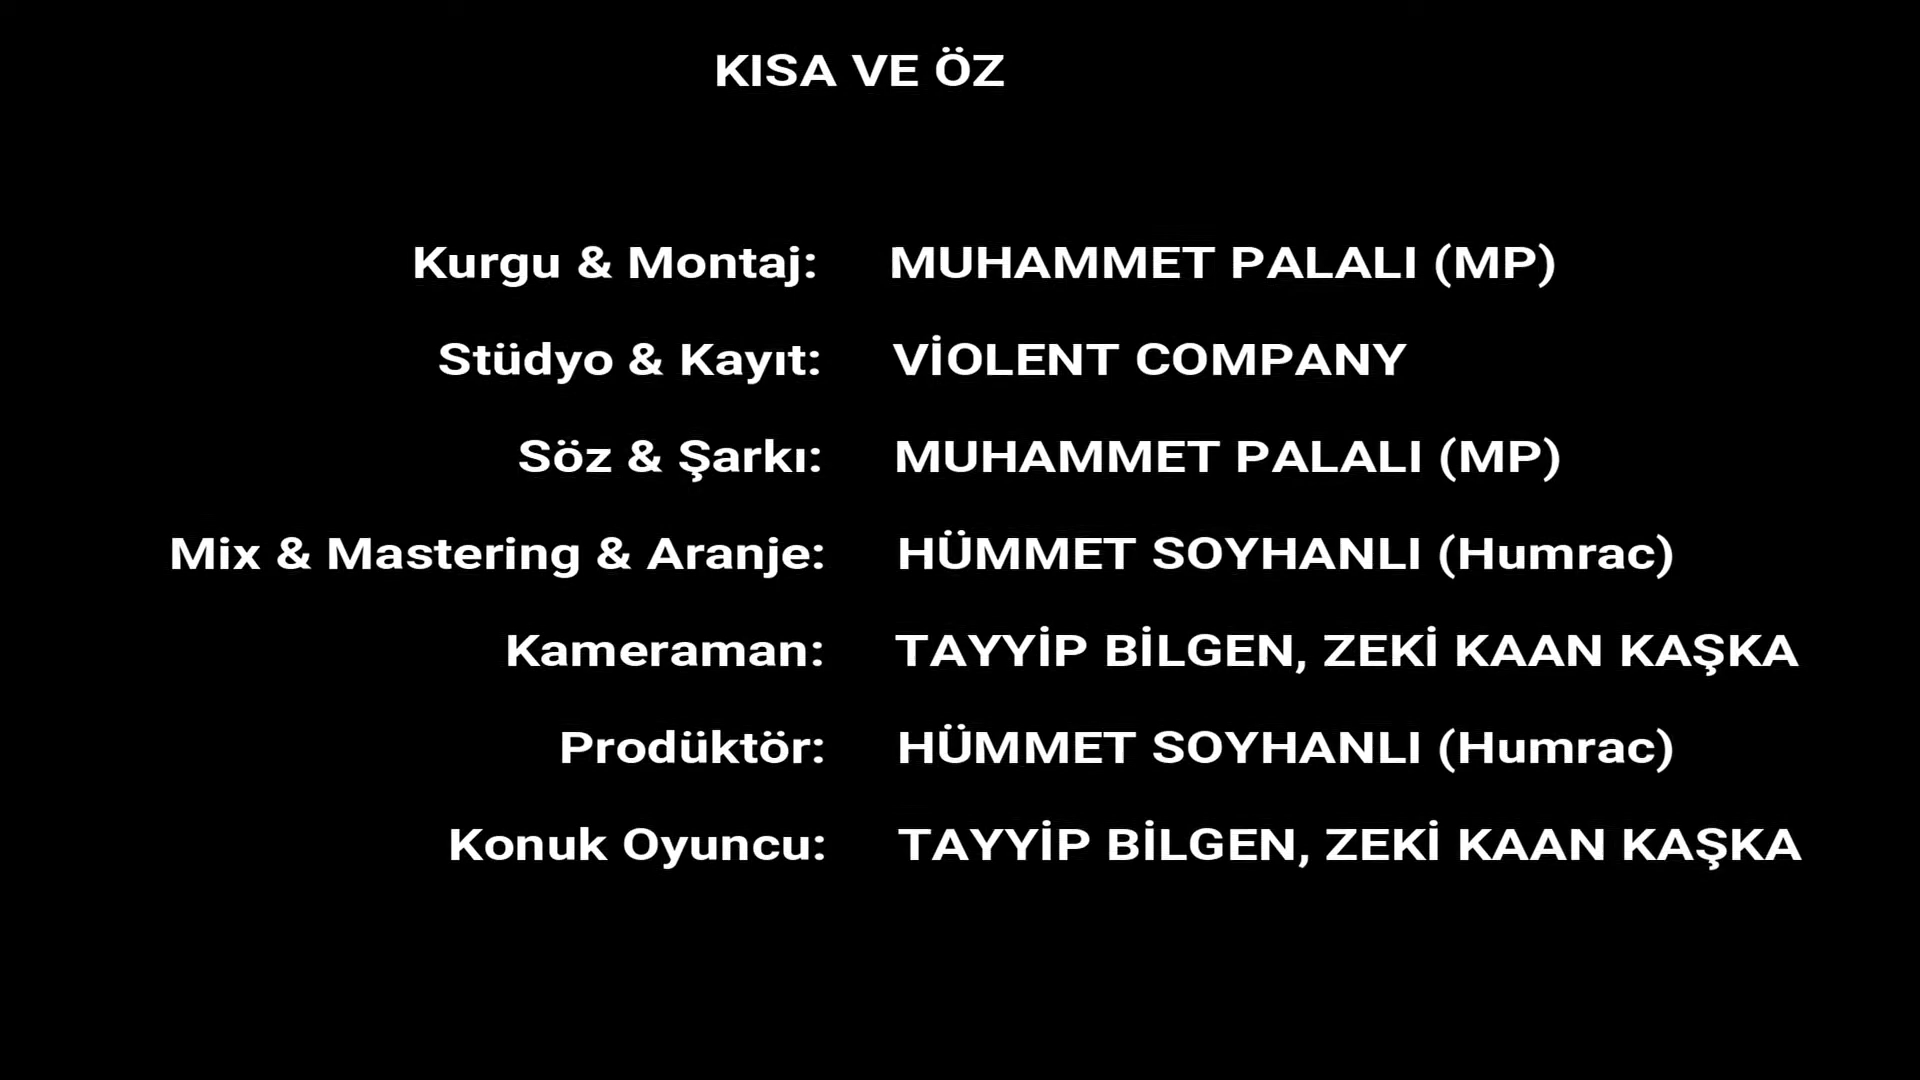 KISA VE ÖZ
Kurgu & Montaj: MUHAMMET PALALI (MP)
Stüdyo & Kayıt: VİOLENT COMPANY
Söz & Şarkı: MUHAMMET PALALI (MP)
Mix & Mastering & Aranje: HÜMMET SOYHANLI (Humrac)
Kameraman: TAYYİP BİLGEN, ZEKİ KAAN KAŞKA
Prodüktör: HÜMMET SOYHANLI (Humrac)
Konuk Oyuncu: TAYYİP BİLGEN, ZEKİ KAAN KAŞKA